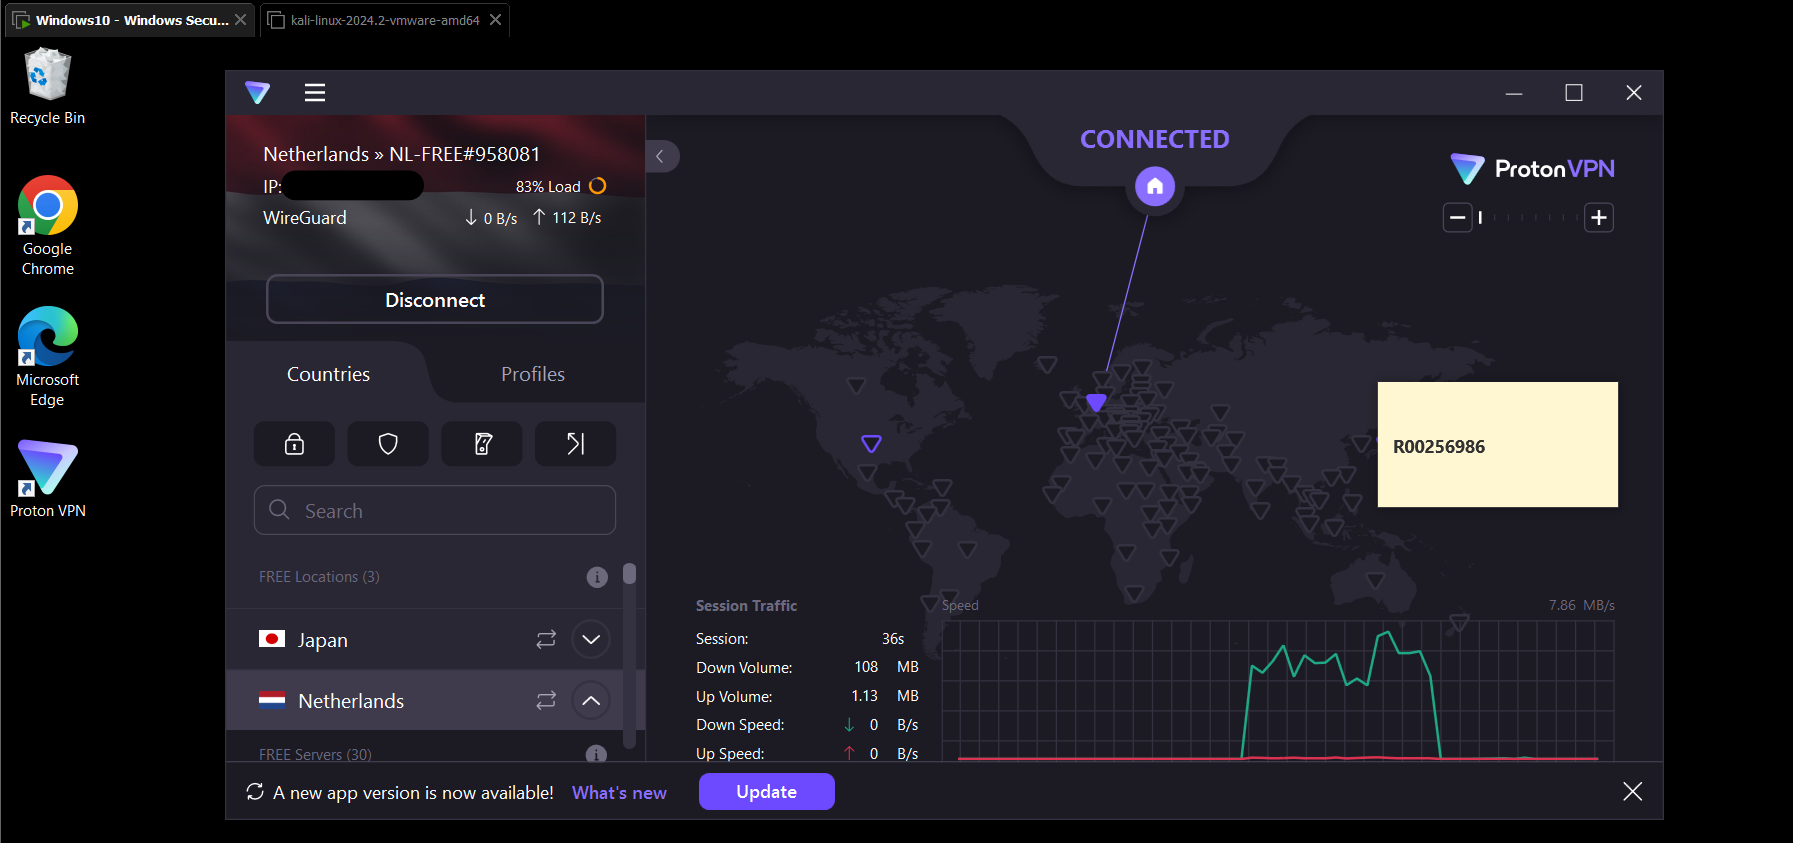 Windows10 - Windows Secu...
kali-linux-2024.2-vmware-amd64
Recycle Bin
Google
Chrome
Microsoft
Edge
Proton VPN
Netherlands » NL-FREE#958081
IP:
83% Load
WireGuard
0 B/s
112 B/s
Disconnect
Countries
Profiles
Search
FREE Locations (3)
Japan
Netherlands
FREE Servers (30)
CONNECTED
ProtonVPN
R00256986
Session Traffic
Session: 36s
Down Volume: 108 MB
Up Volume: 1.13 MB
Down Speed: 0 B/s
Up Speed: 0 B/s
Speed
7.86 MB/s
A new app version is now available! What's new
Update